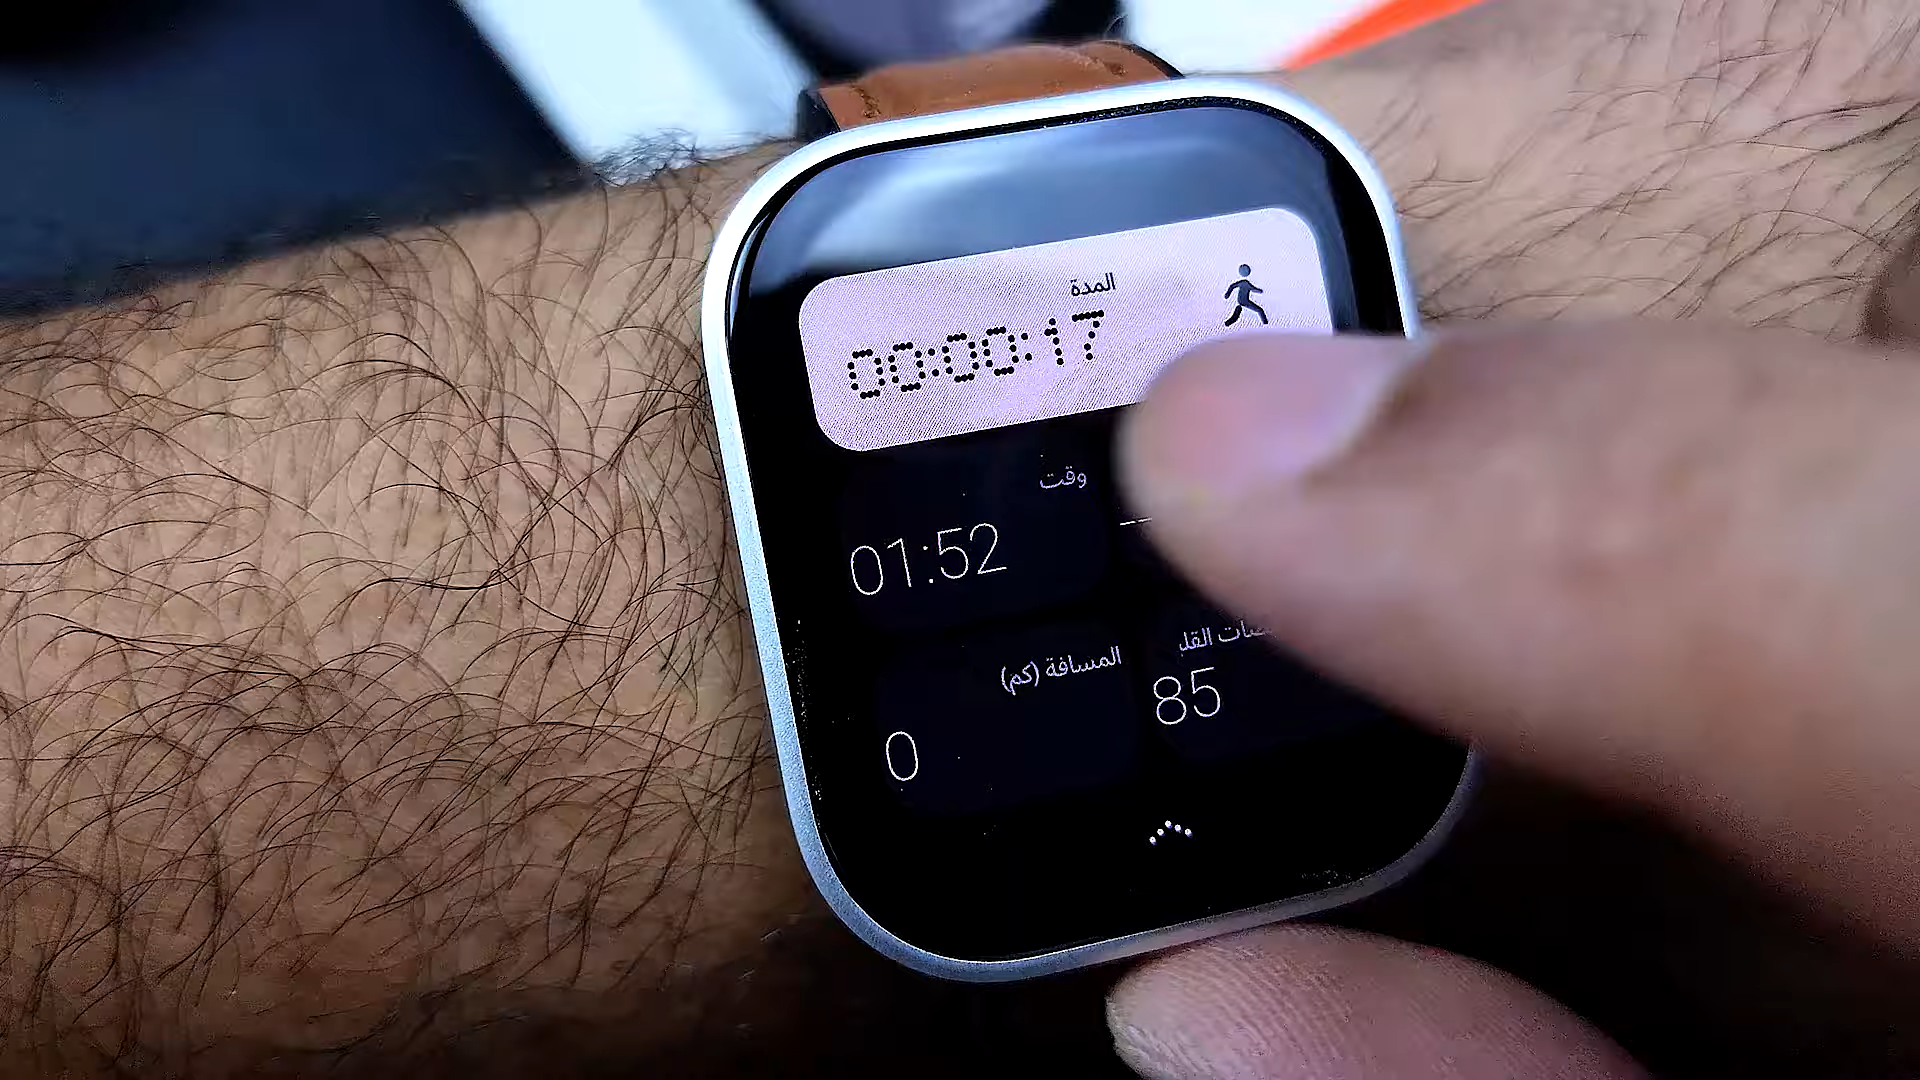 المدة
00:00:17
وقت
01:52
--
المسافة (كم)
0
85